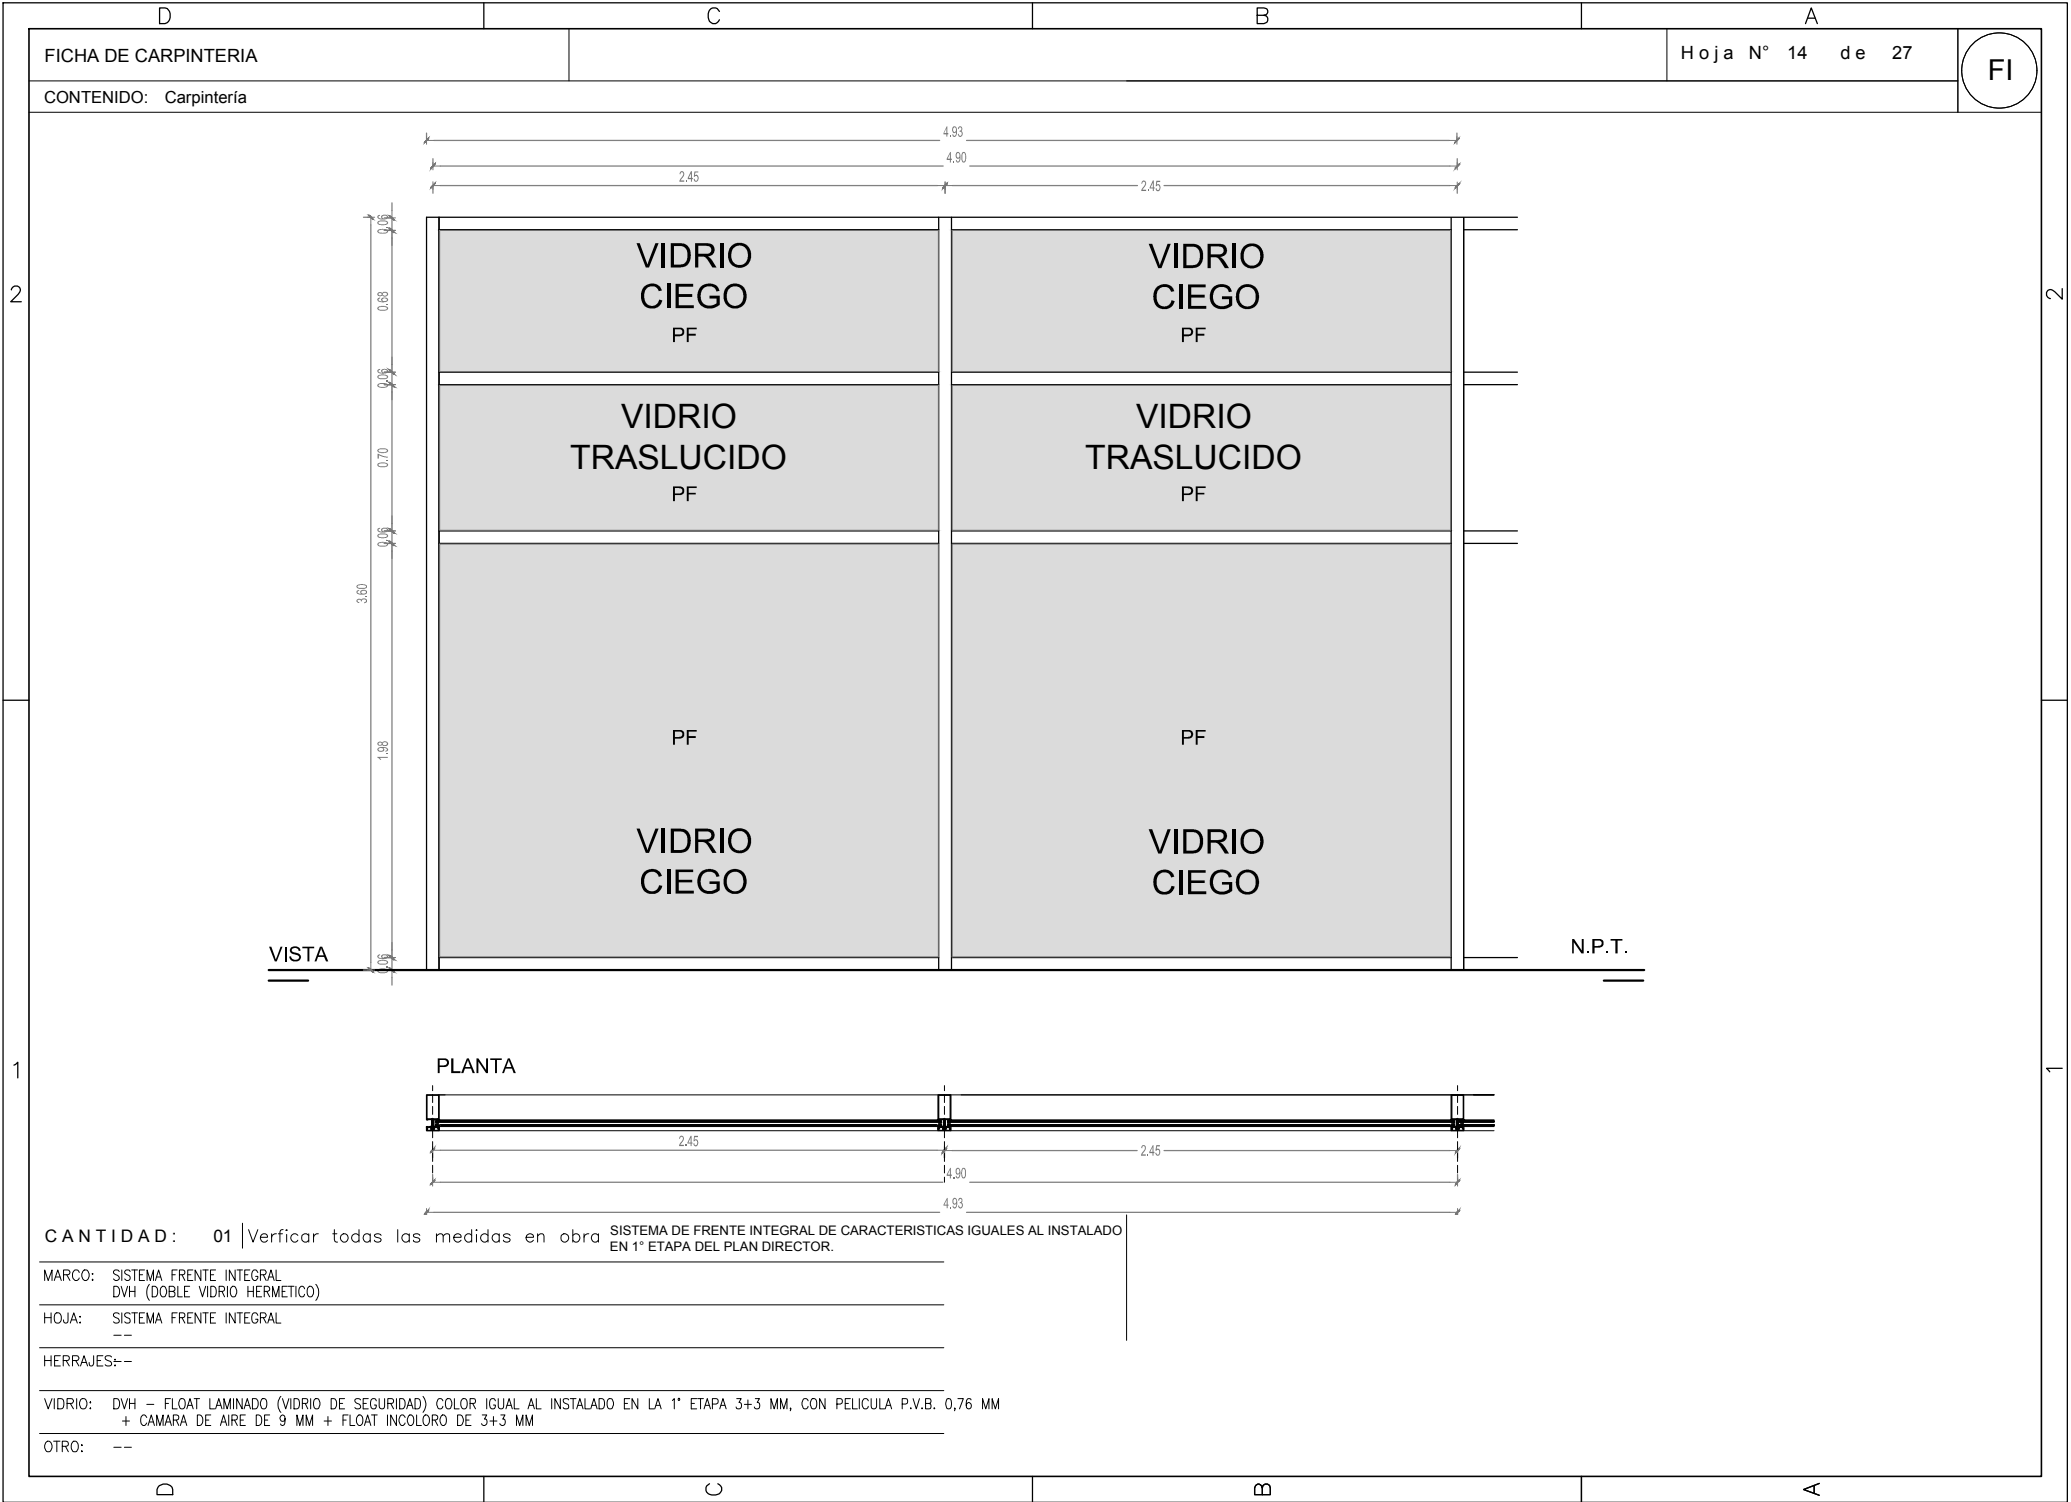 D C B A
FICHA DE CARPINTERIA
Hoja N° 14 de 27
FI
CONTENIDO: Carpintería
4.93
4.90
2.45 2.45
0.06
VIDRIO VIDRIO
CIEGO CIEGO
PF PF
2 0.68 2
0.06
VIDRIO VIDRIO
TRASLUCIDO TRASLUCIDO
PF PF
0.70
0.06
3.60
PF PF
1.98
VIDRIO VIDRIO
CIEGO CIEGO
VISTA 0.06 N.P.T.
PLANTA
1 1
2.45 2.45
4.90
4.93
CANTIDAD: 01 Verficar todas las medidas en obra
SISTEMA DE FRENTE INTEGRAL DE CARACTERISTICAS IGUALES AL INSTALADO
EN 1° ETAPA DEL PLAN DIRECTOR.
MARCO: SISTEMA FRENTE INTEGRAL
DVH (DOBLE VIDRIO HERMETICO)
HOJA: SISTEMA FRENTE INTEGRAL
--
HERRAJES:--
VIDRIO: DVH – FLOAT LAMINADO (VIDRIO DE SEGURIDAD) COLOR IGUAL AL INSTALADO EN LA 1° ETAPA 3+3 MM, CON PELICULA P.V.B. 0,76 MM
+ CAMARA DE AIRE DE 9 MM + FLOAT INCOLORO DE 3+3 MM
OTRO: --
D C B A